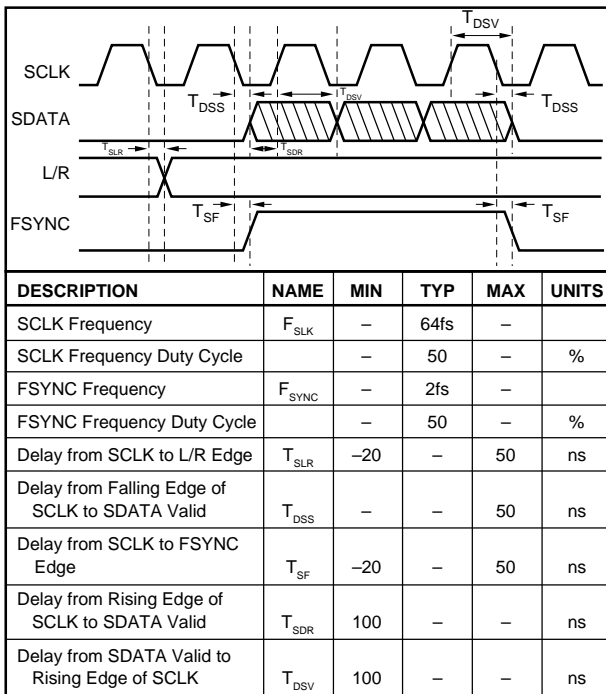 T_DSV
SCLK
T_DSS T_DSV T_DSS
SDATA
T_SLR T_SDR
L/R
T_SF T_SF
FSYNC
DESCRIPTION NAME MIN TYP MAX UNITS
SCLK Frequency F_SLK – 64fs –
SCLK Frequency Duty Cycle – 50 – %
FSYNC Frequency F_SYNC – 2fs –
FSYNC Frequency Duty Cycle – 50 – %
Delay from SCLK to L/R Edge T_SLR –20 – 50 ns
Delay from Falling Edge of
SCLK to SDATA Valid T_DSS – – 50 ns
Delay from SCLK to FSYNC
Edge T_SF –20 – 50 ns
Delay from Rising Edge of
SCLK to SDATA Valid T_SDR 100 – – ns
Delay from SDATA Valid to
Rising Edge of SCLK T_DSV 100 – – ns